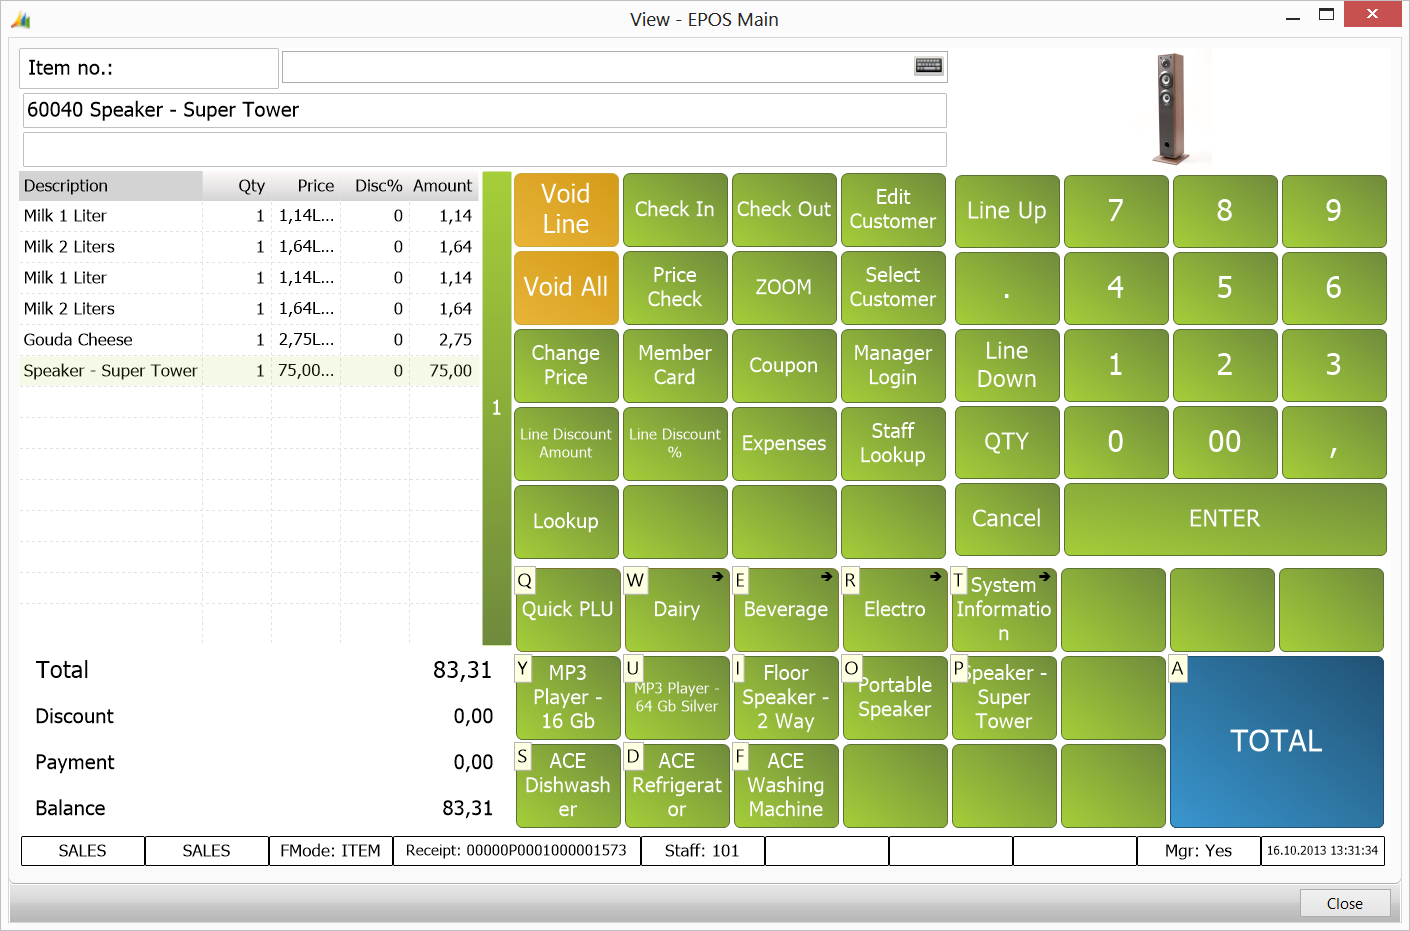 View - EPOS Main
Item no.:
60040 Speaker - Super Tower
Description Qty Price Disc% Amount
Milk 1 Liter 1 1,14L... 0 1,14
Milk 2 Liters 1 1,64L... 0 1,64
Milk 1 Liter 1 1,14L... 0 1,14
Milk 2 Liters 1 1,64L... 0 1,64
Gouda Cheese 1 2,75L... 0 2,75
Speaker - Super Tower 1 75,00... 0 75,00
1
Total 83,31
Discount 0,00
Payment 0,00
Balance 83,31
Void
Line
Check In
Check Out
Edit
Customer
Line Up
7
8
9
Void All
Price
Check
ZOOM
Select
Customer
.
4
5
6
Change
Price
Member
Card
Coupon
Manager
Login
Line
Down
1
2
3
Line Discount
Amount
Line Discount
%
Expenses
Staff
Lookup
QTY
0
00
,
Lookup
Cancel
ENTER
Q
Quick PLU
W
Dairy
E
Beverage
R
Electro
T
System
Informatio
n
Y
MP3
Player -
16 Gb
U
MP3 Player -
64 Gb Silver
I
Floor
Speaker -
2 Way
O
Portable
Speaker
P
Speaker -
Super
Tower
A
TOTAL
S
ACE
Dishwash
er
D
ACE
Refrigerat
or
F
ACE
Washing
Machine
SALES SALES FMode: ITEM Receipt: 00000P0001000001573 Staff: 101 Mgr: Yes 16.10.2013 13:31:34
Close